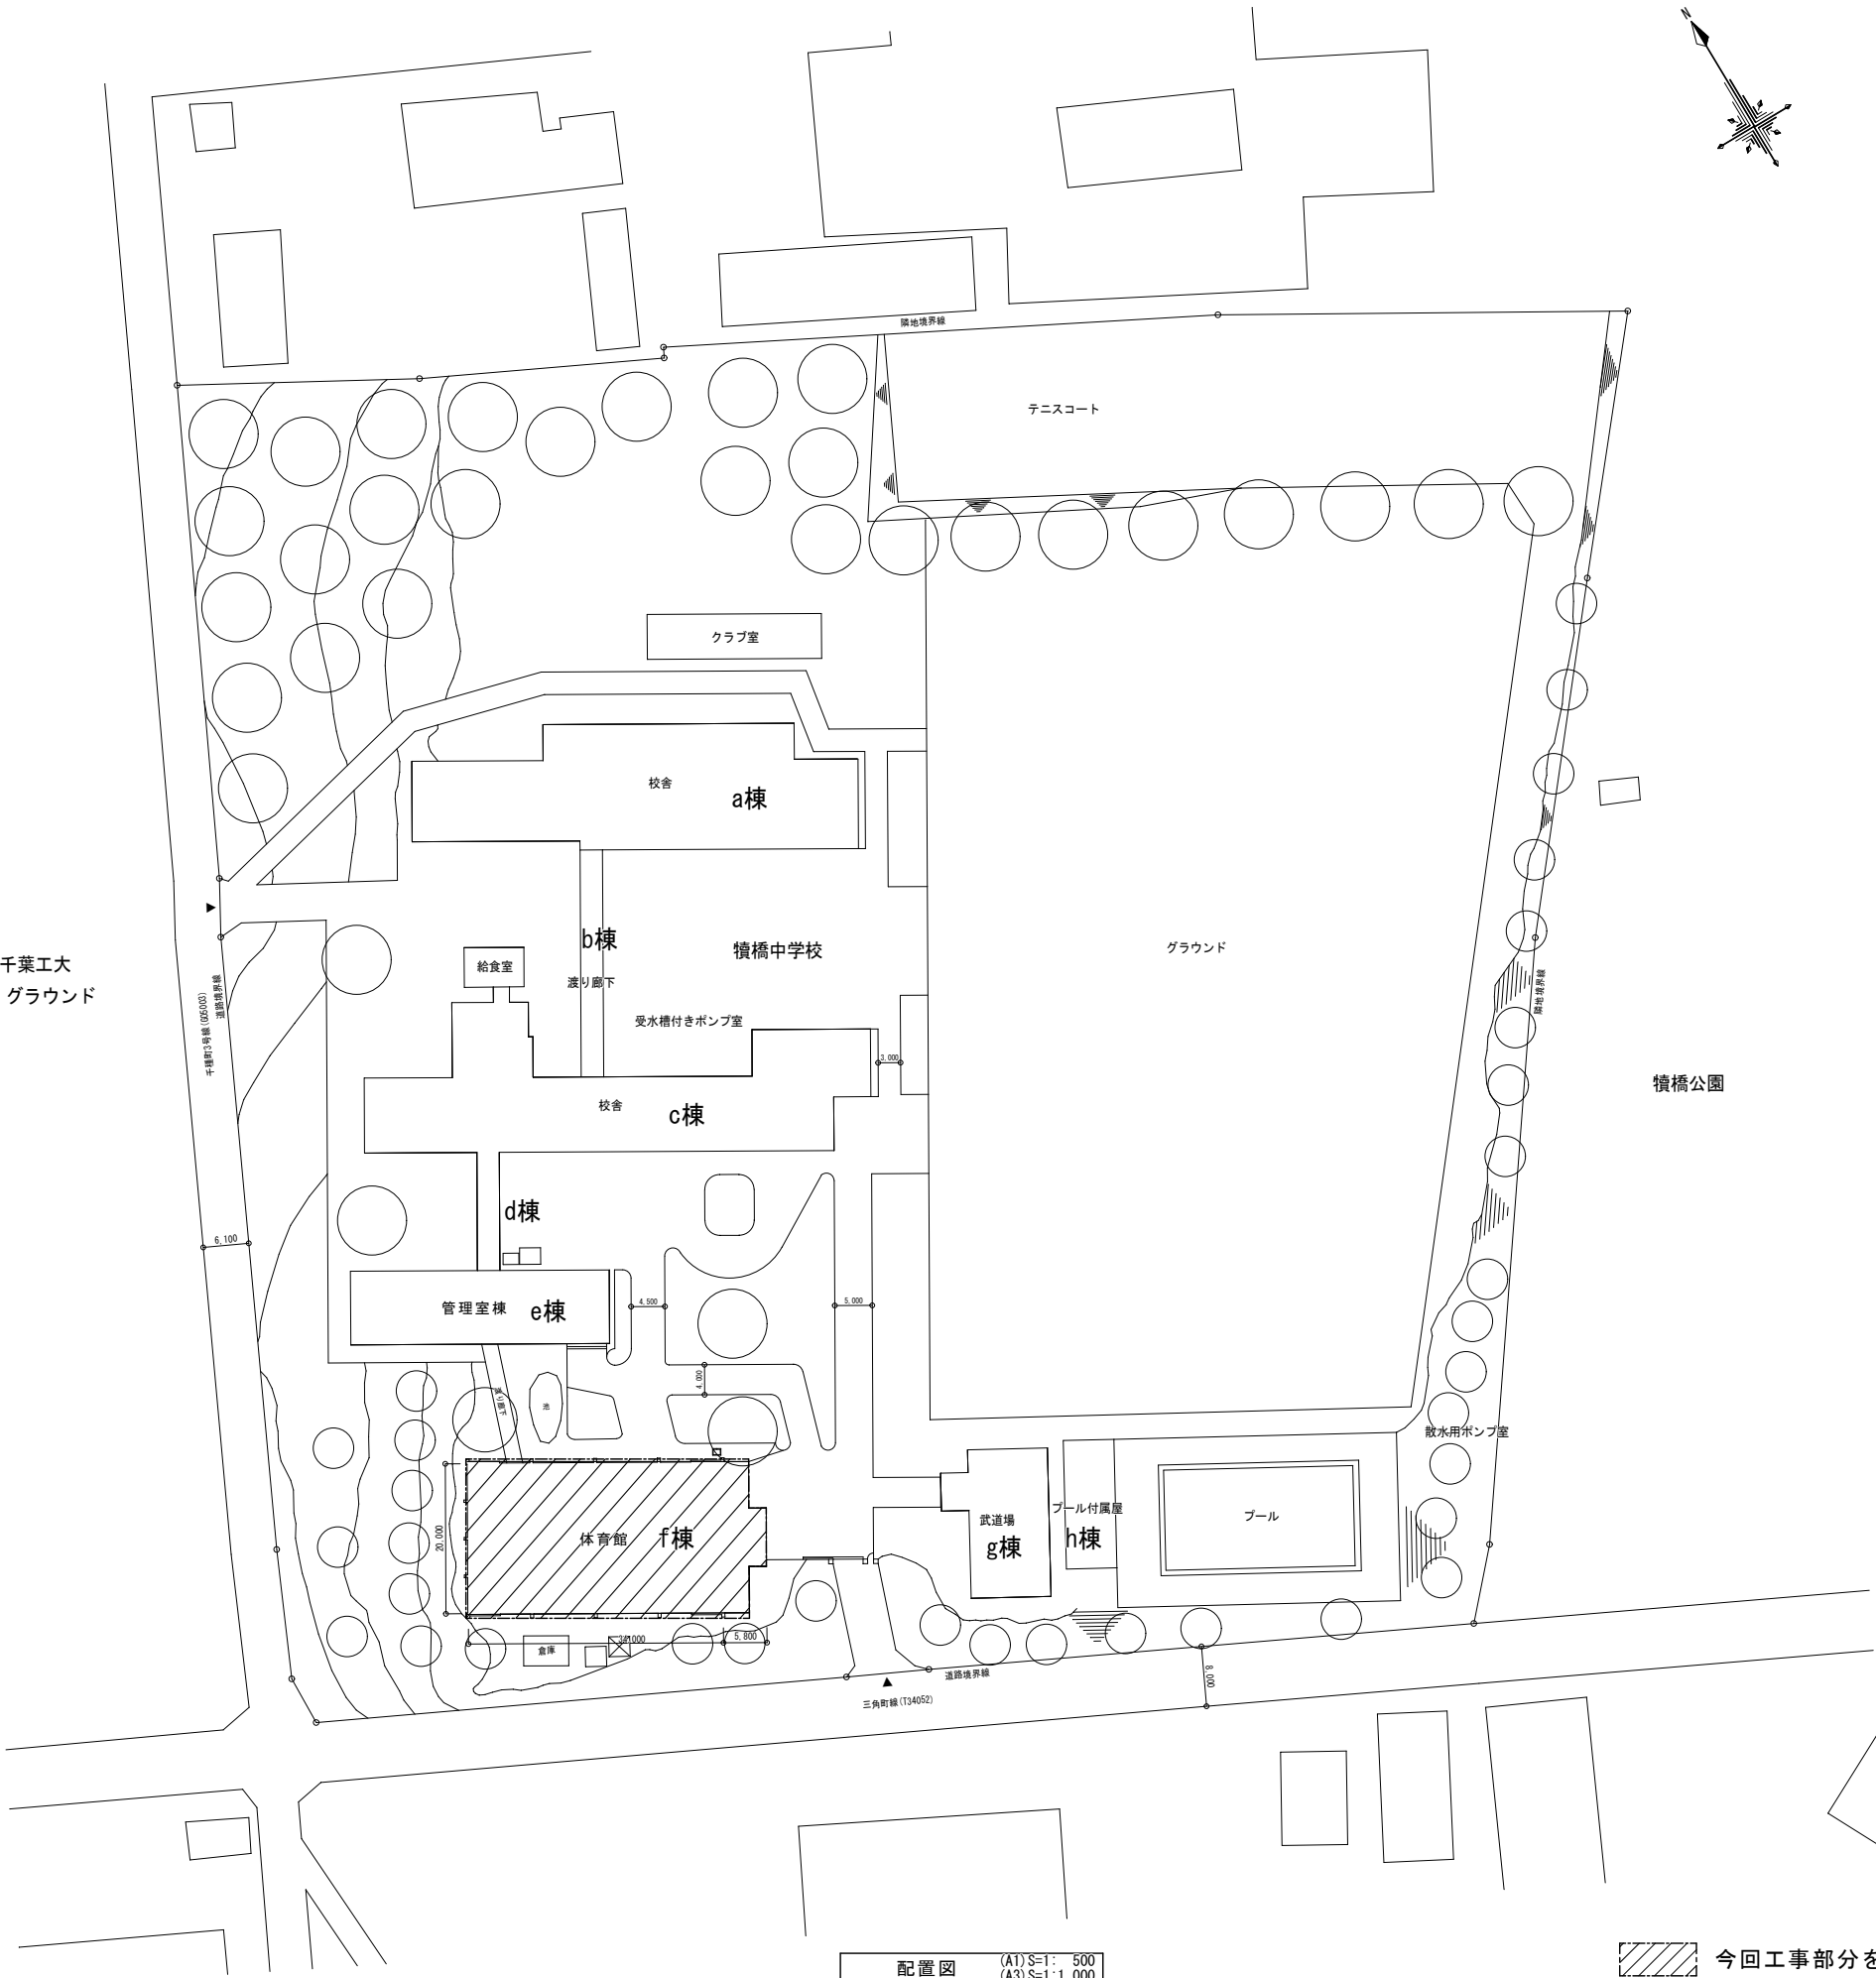 N
隣地境界線
テニスコート
クラブ室
校舎
a棟
千葉工大
グラウンド
千種町3号線(G05003)
道路境界線
給食室
b棟
渡り廊下
犢橋中学校
受水槽付きポンプ室
グラウンド
隣地境界線
犢橋公園
3,000
校舎
c棟
d棟
6,100
管理室棟
e棟
4,500
5,000
4,000
渡り廊下
池
散水用ポンプ室
20,000
体育館
f棟
武道場
g棟
プール付属屋
h棟
プール
倉庫
34,000
5,800
道路境界線
三角町線(T34052)
8,000
配置図
(A1)S=1: 500
(A3)S=1:1,000
今回工事部分を